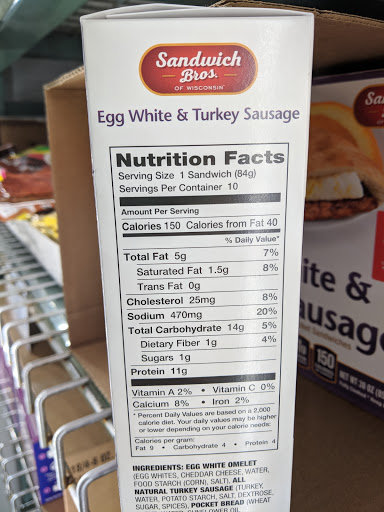 Sandwich
Bros.
OF WISCONSIN
Egg White & Turkey Sausage
Nutrition Facts
Serving Size 1 Sandwich (84g)
Servings Per Container 10
Amount Per Serving
Calories 150 Calories from Fat 40
% Daily Value*
Total Fat 5g 7%
Saturated Fat 1.5g 8%
Trans Fat 0g
Cholesterol 25mg 8%
Sodium 470mg 20%
Total Carbohydrate 14g 5%
Dietary Fiber 1g 4%
Sugars 1g
Protein 11g
Vitamin A 2% • Vitamin C 0%
Calcium 8% • Iron 2%
* Percent Daily Values are based on a 2,000
calorie diet. Your daily values may be higher
or lower depending on your calorie needs:
Calories per gram:
Fat 9 • Carbohydrate 4 • Protein 4
INGREDIENTS: EGG WHITE OMELET
(EGG WHITES, CHEDDAR CHEESE, WATER,
FOOD STARCH (CORN), SALT), ALL
NATURAL TURKEY SAUSAGE (TURKEY,
WATER, POTATO STARCH, SALT, DEXTROSE,
SUGAR, SPICES), POCKET BREAD (WHEAT
Sa
ite &
ausag
150